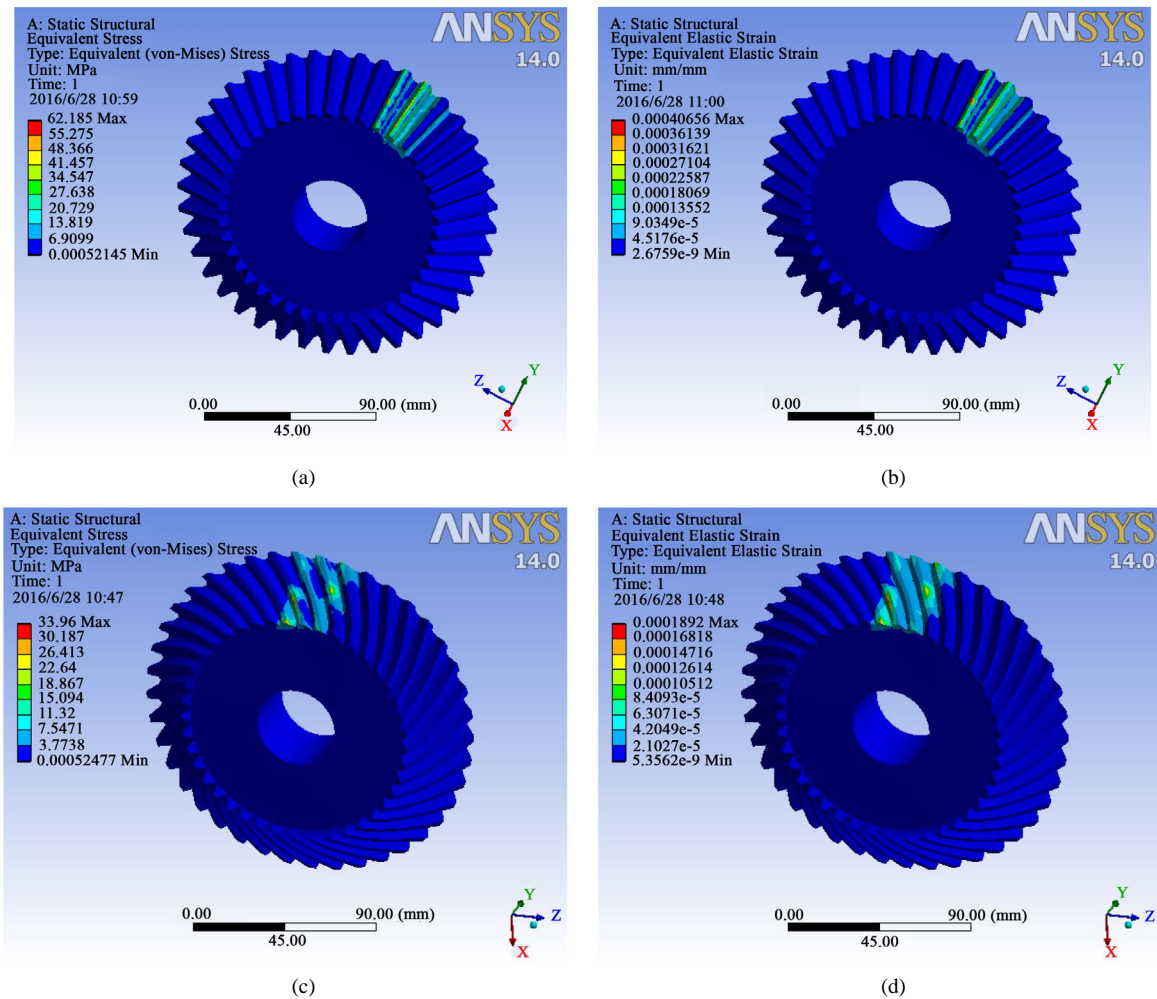 A: Static Structural
Equivalent Stress
Type: Equivalent (von-Mises) Stress
Unit: MPa
Time: 1
2016/6/28 10:59
62.185 Max
55.275
48.366
41.457
34.547
27.638
20.729
13.819
6.9099
0.00052145 Min
ANSYS
14.0
Z
Y
X
0.00
90.00 (mm)
45.00
(a)
A: Static Structural
Equivalent Elastic Strain
Type: Equivalent Elastic Strain
Unit: mm/mm
Time: 1
2016/6/28 11:00
0.00040656 Max
0.00036139
0.00031621
0.00027104
0.00022587
0.00018069
0.00013552
9.0349e-5
4.5176e-5
2.6759e-9 Min
ANSYS
14.0
Z
Y
X
0.00
90.00 (mm)
45.00
(b)
A: Static Structural
Equivalent Stress
Type: Equivalent (von-Mises) Stress
Unit: MPa
Time: 1
2016/6/28 10:47
33.96 Max
30.187
26.413
22.64
18.867
15.094
11.32
7.5471
3.7738
0.00052477 Min
ANSYS
14.0
Y
Z
X
0.00
90.00 (mm)
45.00
(c)
A: Static Structural
Equivalent Elastic Strain
Type: Equivalent Elastic Strain
Unit: mm/mm
Time: 1
2016/6/28 10:48
0.0001892 Max
0.00016818
0.00014716
0.00012614
0.00010512
8.4093e-5
6.3071e-5
4.2049e-5
2.1027e-5
5.3562e-9 Min
ANSYS
14.0
Y
Z
X
0.00
90.00 (mm)
45.00
(d)